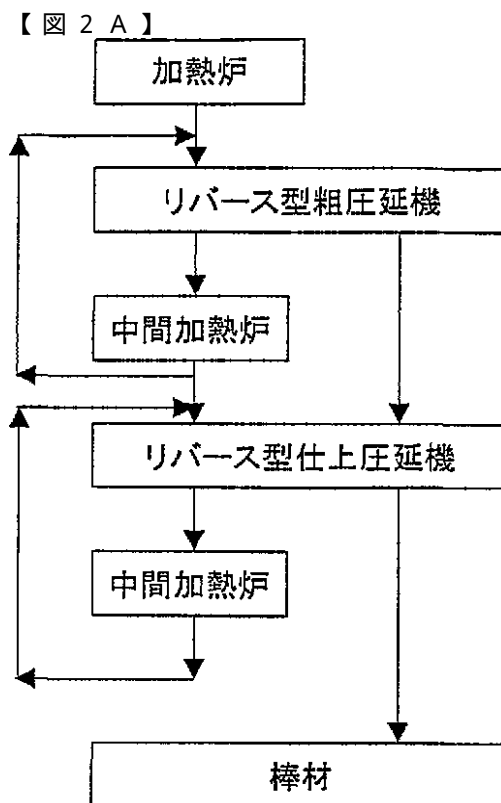 【図2A】
加熱炉
リバース型粗圧延機
中間加熱炉
リバース型仕上圧延機
中間加熱炉
棒材